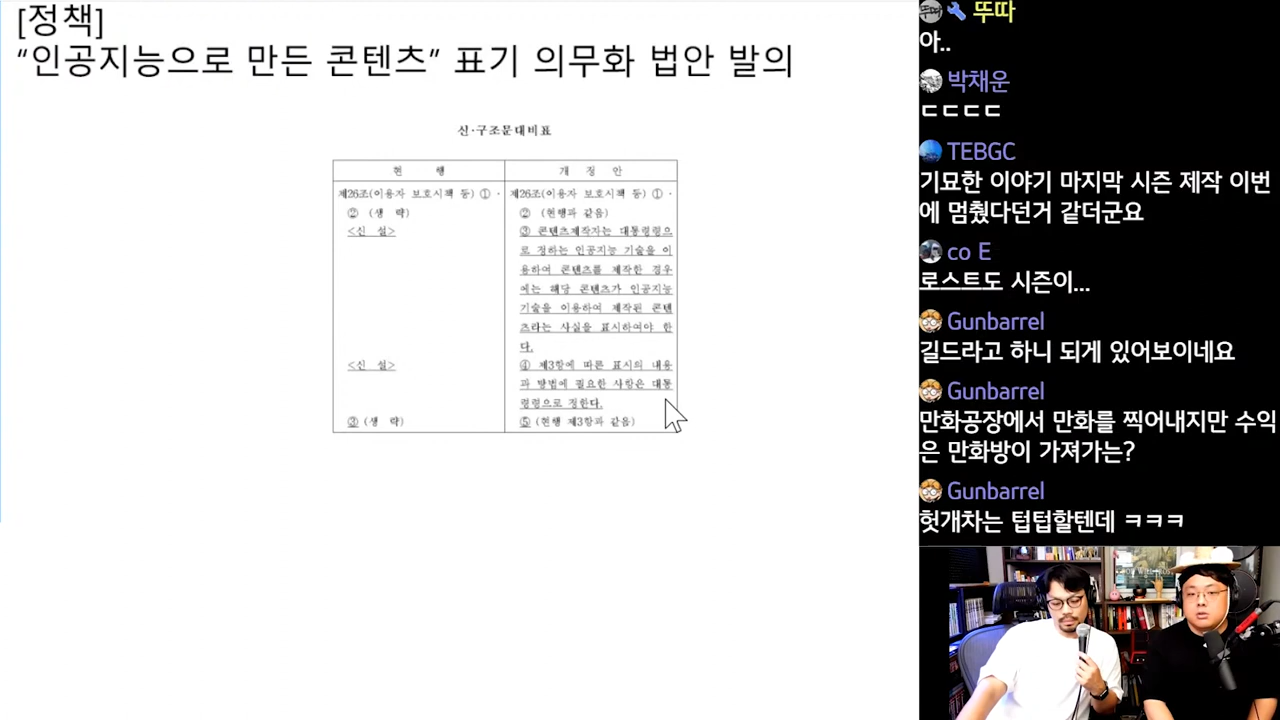 [정책]
“인공지능으로 만든 콘텐츠” 표기 의무화 법안 발의
신·구조문대비표
현 행
개 정 안
제26조(이용자 보호시책 등) ① ·
② (생 략)
<신 설>
<신 설>
③ (생 략)
제26조(이용자 보호시책 등) ① ·
② (현행과 같음)
③ 콘텐츠제작자는 대통령령으
로 정하는 인공지능 기술을 이
용하여 콘텐츠를 제작한 경우
에는 해당 콘텐츠가 인공지능
기술을 이용하여 제작된 콘텐
츠라는 사실을 표시하여야 한
다.
④ 제3항에 따른 표시의 내용
과 방법에 필요한 사항은 대통
령령으로 정한다.
⑤ (현행 제3항과 같음)
뚜따
아..
박채운
ㄷㄷㄷㄷ
TEBGC
기묘한 이야기 마지막 시즌 제작 이번
에 멈췄다던거 같더군요
co E
로스트도 시즌이...
Gunbarrel
길드라고 하니 되게 있어보이네요
Gunbarrel
만화공장에서 만화를 찍어내지만 수익
은 만화방이 가져가는?
Gunbarrel
헛개차는 텁텁할텐데 ㅋㅋㅋ